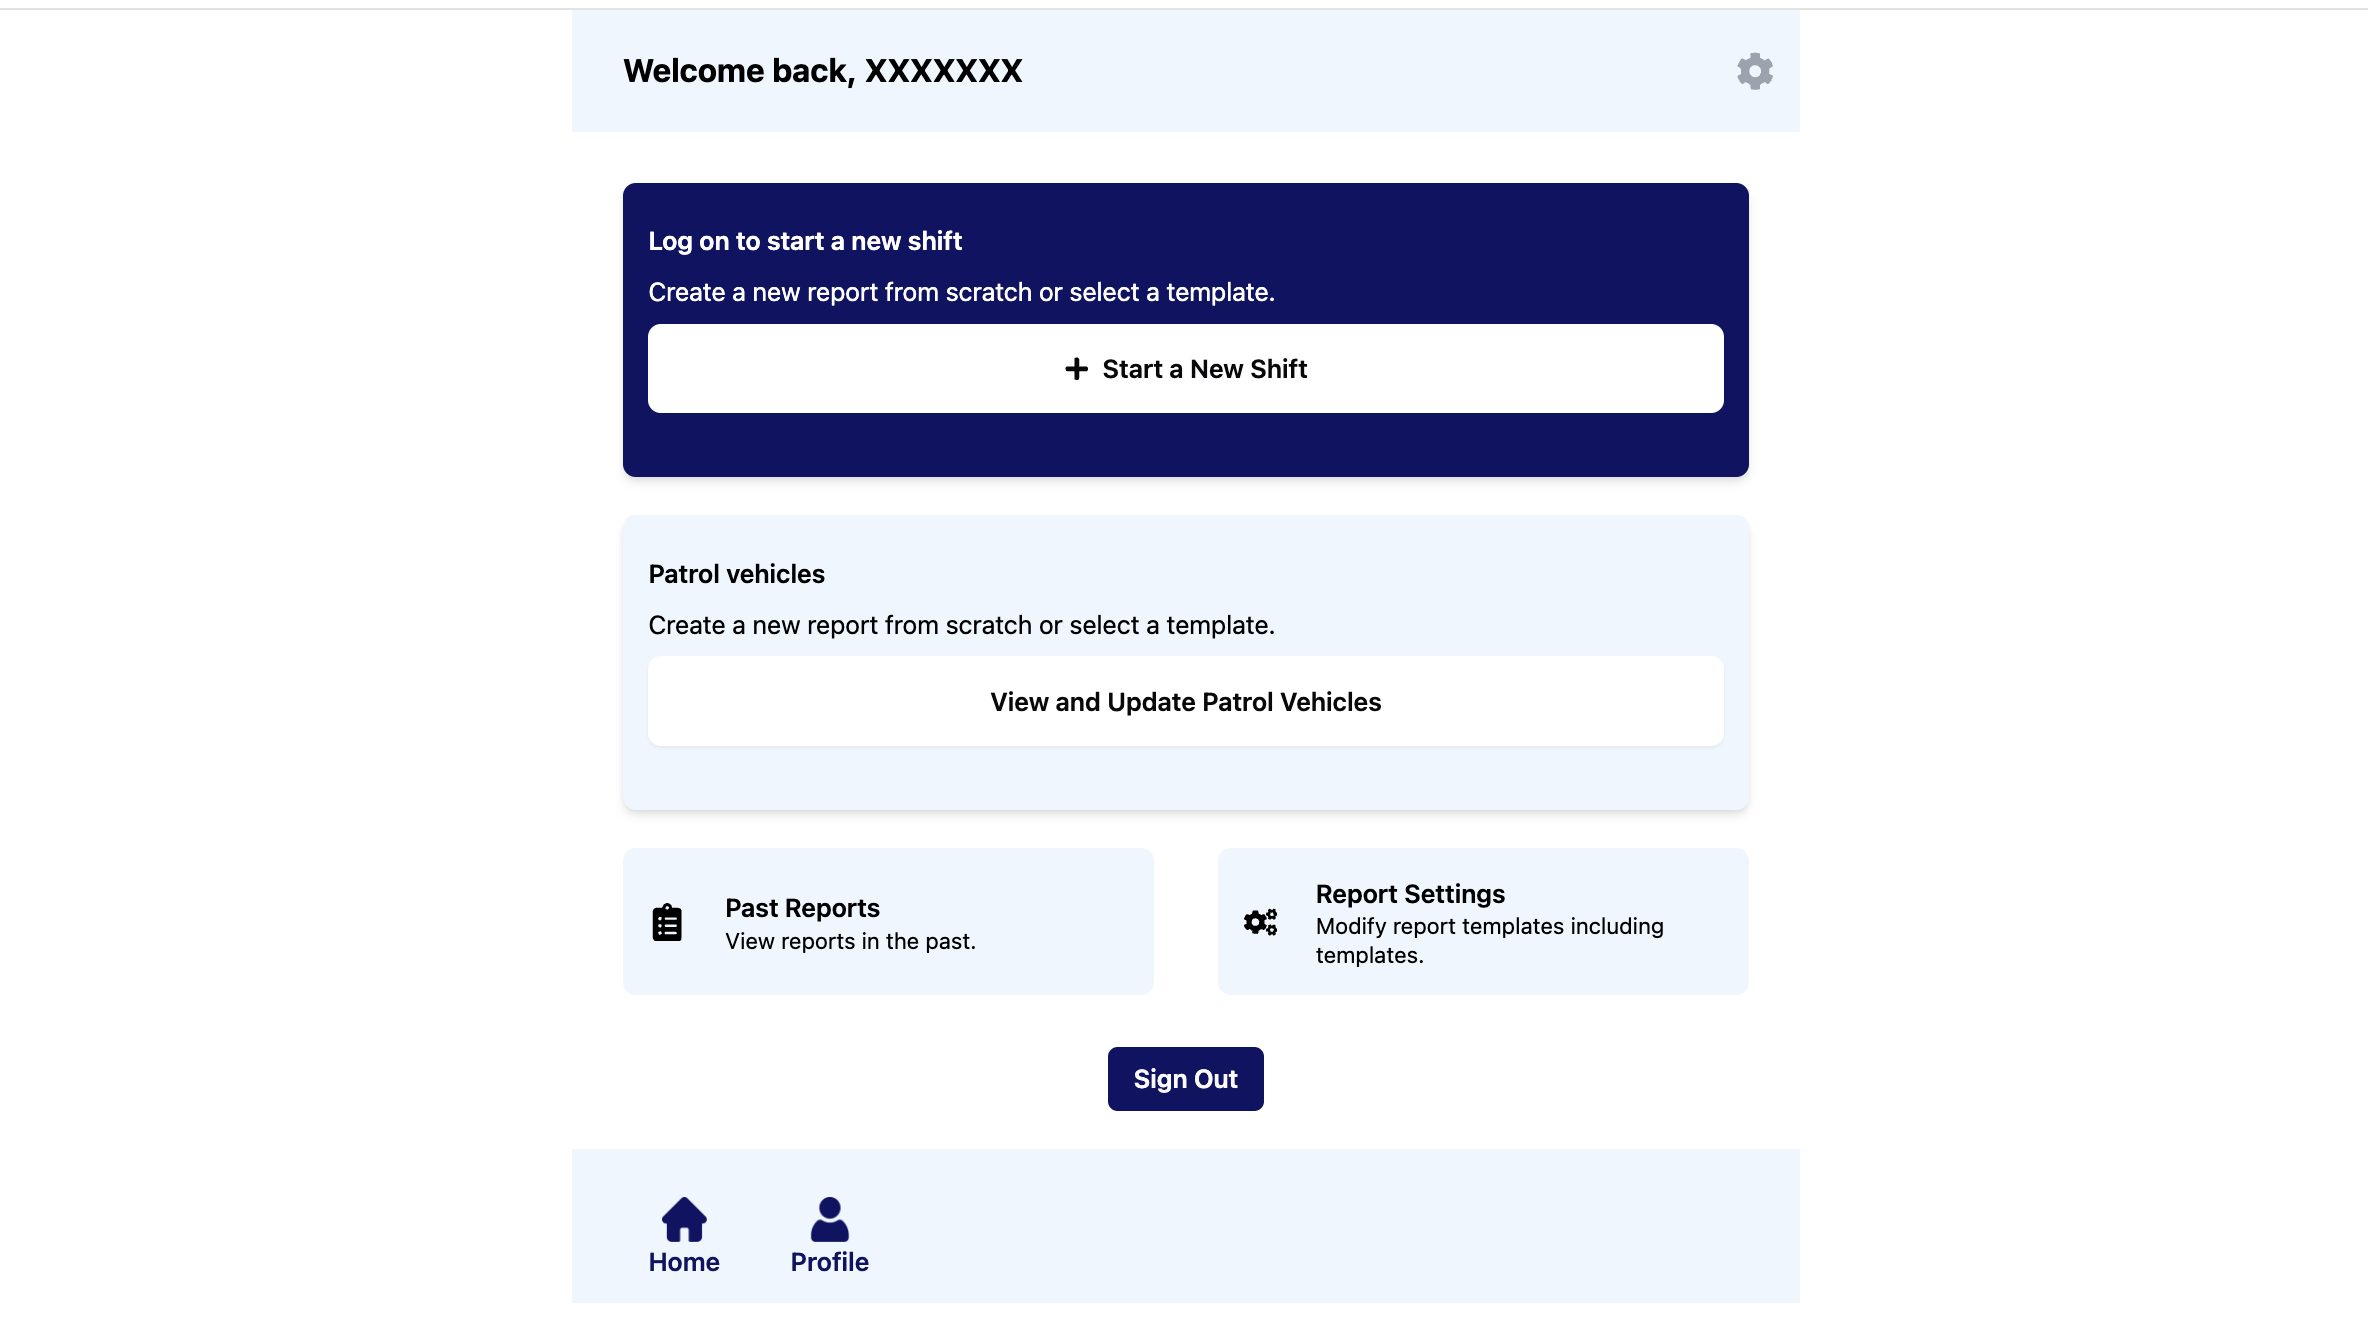 Welcome back, XXXXXXX
Log on to start a new shift
Create a new report from scratch or select a template.
Start a New Shift
Patrol vehicles
Create a new report from scratch or select a template.
View and Update Patrol Vehicles
Past Reports
View reports in the past.
Report Settings
Modify report templates including
templates.
Sign Out
Home
Profile